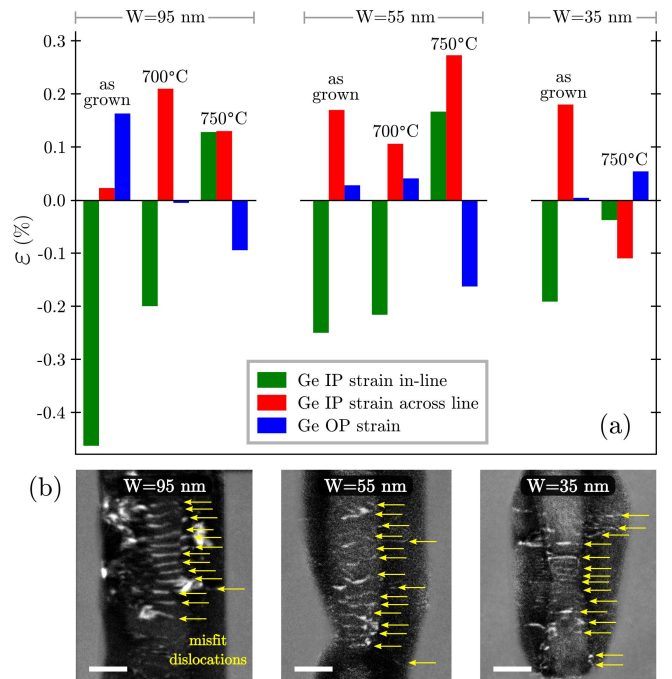 W=95 nm
W=55 nm
W=35 nm
0.3
0.2
0.1
0.0
-0.1
-0.2
-0.3
-0.4
ε (%)
as
grown
700°C
750°C
as
grown
700°C
750°C
as
grown
750°C
Ge IP strain in-line
Ge IP strain across line
Ge OP strain
(a)
(b)
W=95 nm
W=55 nm
W=35 nm
misfit
dislocations